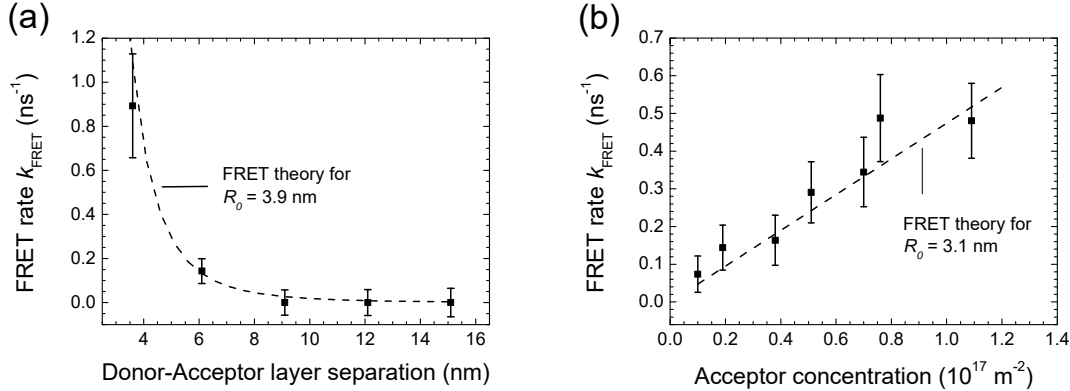 (a)
1.2
1.0
0.8
0.6
0.4
0.2
0.0
FRET rate k_FRET (ns⁻¹)
FRET theory for
R₀ = 3.9 nm
4 6 8 10 12 14 16
Donor-Acceptor layer separation (nm)
(b)
0.7
0.6
0.5
0.4
0.3
0.2
0.1
0.0
FRET rate k_FRET (ns⁻¹)
FRET theory for
R₀ = 3.1 nm
0.0 0.2 0.4 0.6 0.8 1.0 1.2 1.4
Acceptor concentration (10¹⁷ m⁻²)